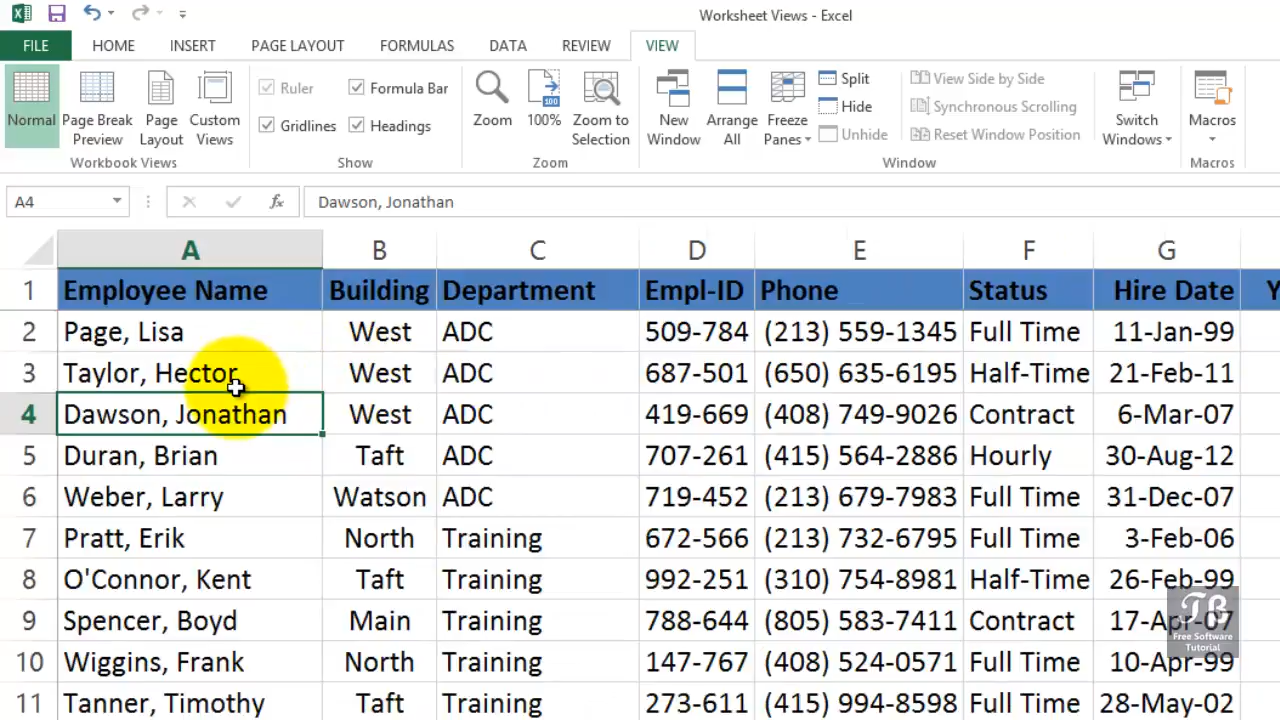 Worksheet Views - Excel
FILE HOME INSERT PAGE LAYOUT FORMULAS DATA REVIEW VIEW
Normal
Page Break Preview
Page Layout
Custom Views
Workbook Views
Ruler
Formula Bar
Gridlines
Headings
Show
Zoom
100
100%
Zoom to Selection
Zoom
New Window
Arrange All
Freeze Panes
Split
Hide
Unhide
View Side by Side
Synchronous Scrolling
Reset Window Position
Window
Switch Windows
Macros
Macros
A4 fx Dawson, Jonathan
A B C D E F G
1 Employee Name Building Department Empl-ID Phone Status Hire Date Y
2 Page, Lisa West ADC 509-784 (213) 559-1345 Full Time 11-Jan-99
3 Taylor, Hector West ADC 687-501 (650) 635-6195 Half-Time 21-Feb-11
4 Dawson, Jonathan West ADC 419-669 (408) 749-9026 Contract 6-Mar-07
5 Duran, Brian Taft ADC 707-261 (415) 564-2886 Hourly 30-Aug-12
6 Weber, Larry Watson ADC 719-452 (213) 679-7983 Full Time 31-Dec-07
7 Pratt, Erik North Training 672-566 (213) 732-6795 Full Time 3-Feb-06
8 O'Connor, Kent Taft Training 992-251 (310) 754-8981 Half-Time 26-Feb-99
9 Spencer, Boyd Main Training 788-644 (805) 583-7411 Contract 17-Apr-07
10 Wiggins, Frank North Training 147-767 (408) 524-0571 Full Time 10-Apr-99
11 Tanner, Timothy Taft Training 273-611 (415) 994-8598 Full Time 28-May-02
TB
Free Software
Tutorial